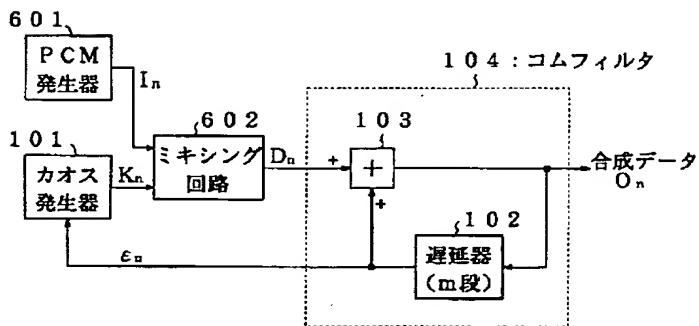 601
PCM
発生器
In
101
カオス
発生器
Kn
602
ミキシング
回路
Dn
104:コムフィルタ
103
+
+
+
合成データ
On
102
遅延器
(m段)
εn